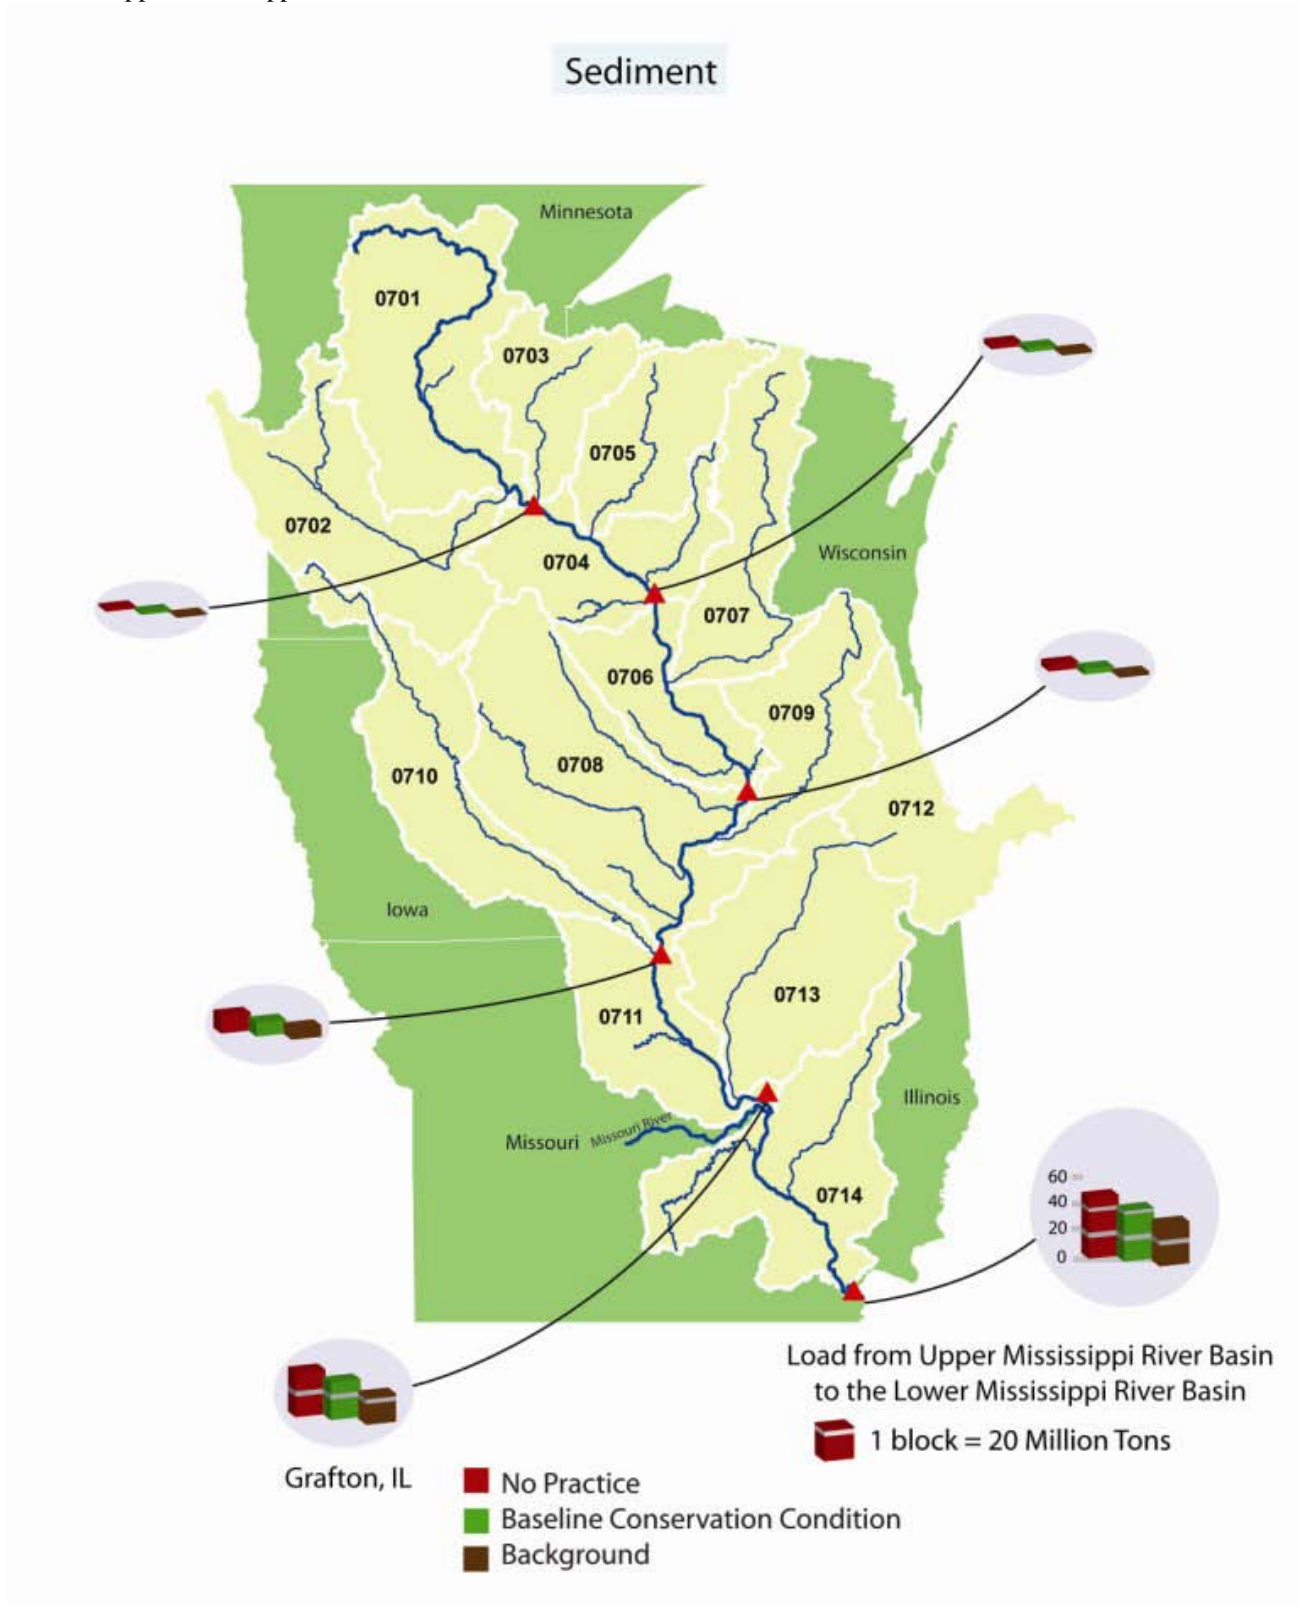 Sediment
Minnesota
0701
0703
0705
0702
0704
Wisconsin
0707
0706
0709
0708
0710
0712
Iowa
0713
0711
Illinois
Missouri
Missouri River
0714
60
40
20
0
Load from Upper Mississippi River Basin
to the Lower Mississippi River Basin
1 block = 20 Million Tons
Grafton, IL
No Practice
Baseline Conservation Condition
Background